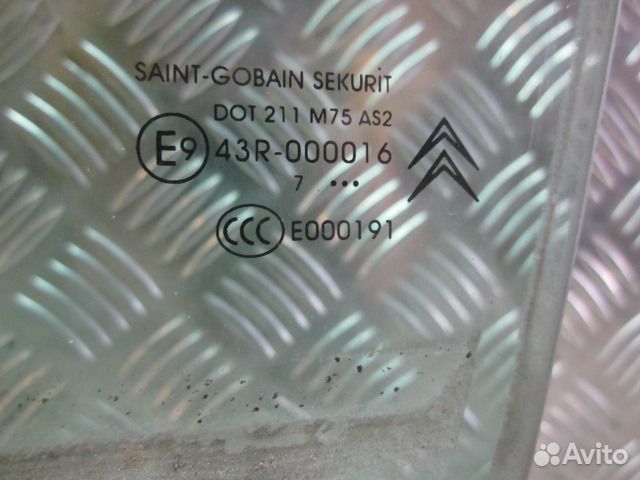 SAINT-GOBAIN SEKURIT
DOT 211 M75 AS2
E9 43R-000016
7 •••
CCC E000191
Avito